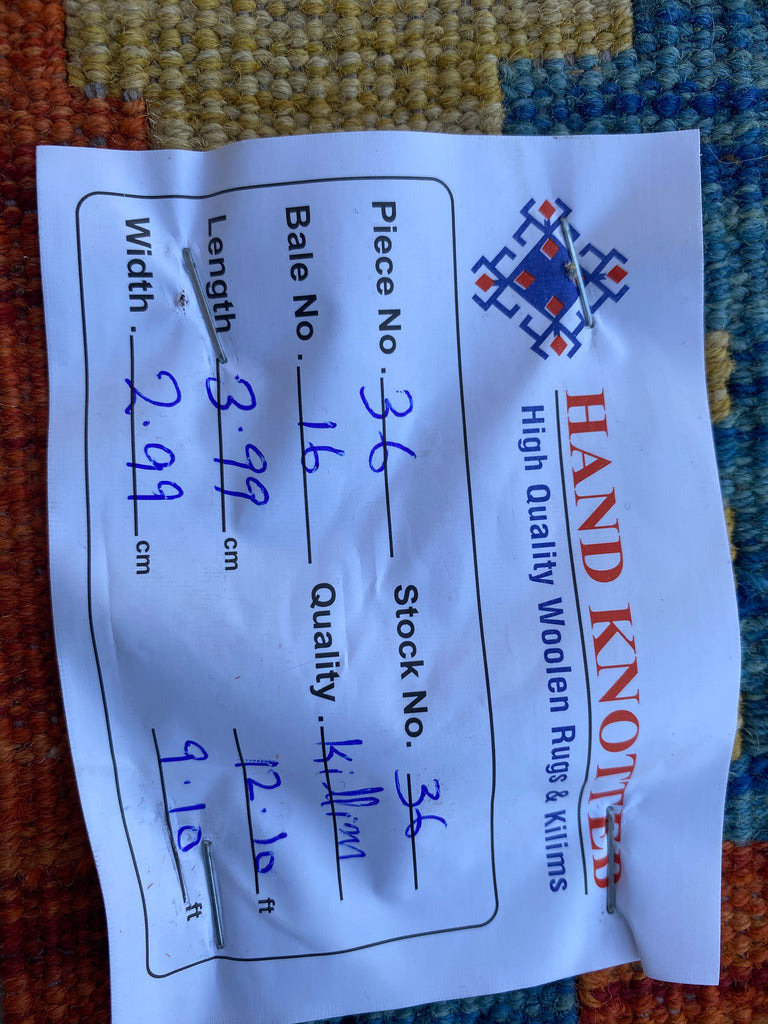 HAND KNOTTED
High Quality Woolen Rugs & Kilims
Piece No. 36 Stock No. 36
Bale No. 16 Quality. killim
Length 3.99 cm 12.10 ft
Width. 2.99 cm 9.10 ft